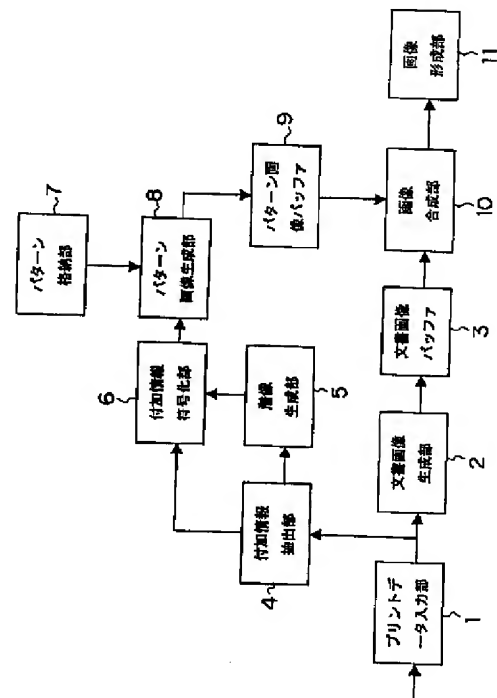 プリントデ
ータ入力部
1
文書画像
生成部
2
文書画像
バッファ
3
付加情報
抽出部
4
潜像
生成部
5
付加情報
符号化部
6
パターン
格納部
7
パターン
画像生成部
8
パターン画
像バッファ
9
画像
合成部
10
画像
形成部
11